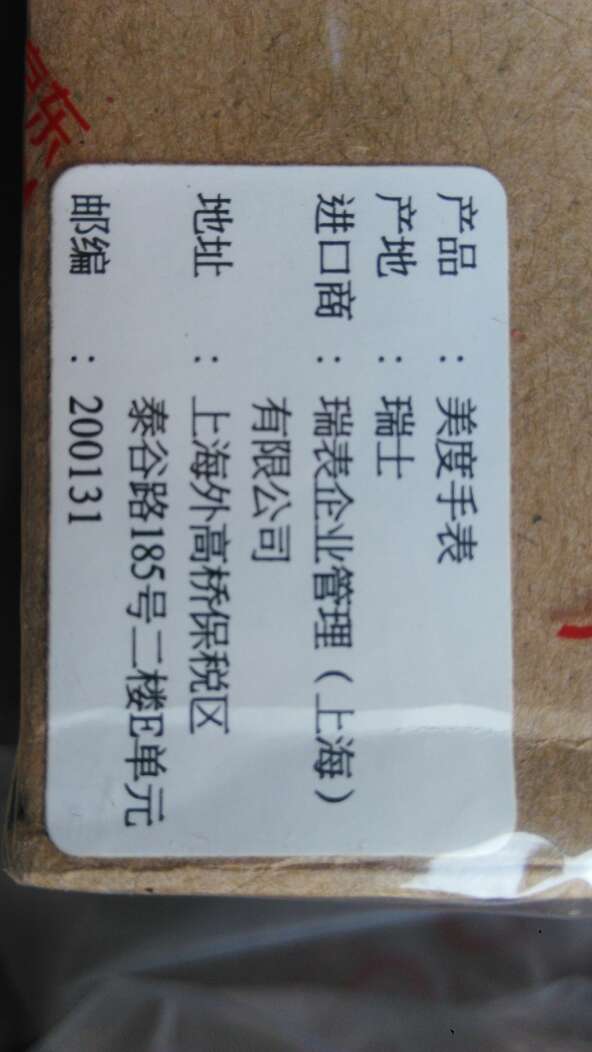 京东
产品 : 美度手表
产地 : 瑞士
进口商 : 瑞表企业管理（上海）
有限公司
地址 : 上海外高桥保税区
泰谷路185号二楼E单元
邮编 : 200131